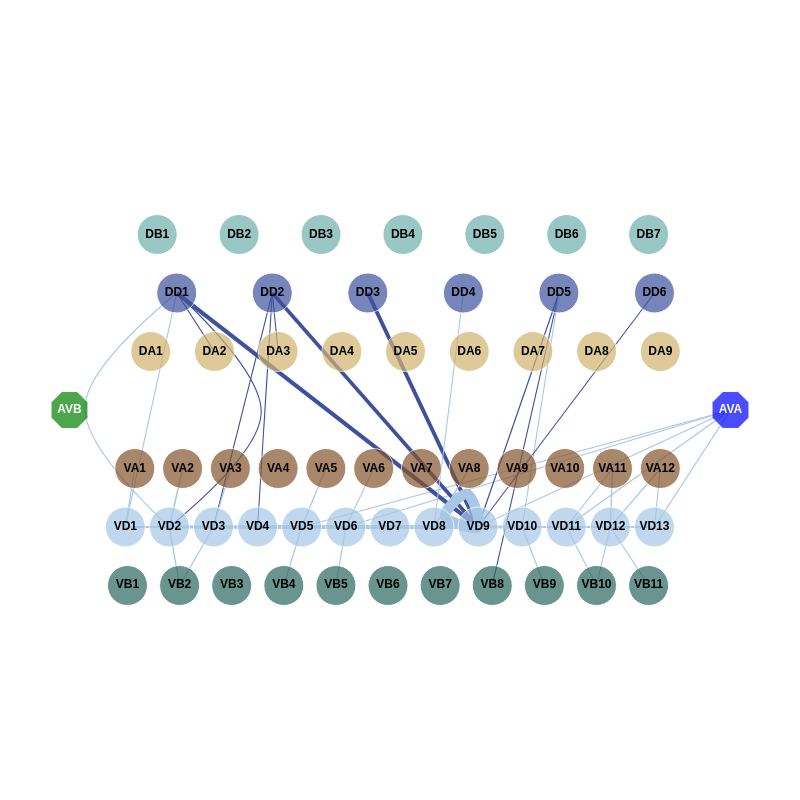 DB1 DB2 DB3 DB4 DB5 DB6 DB7
DD1 DD2 DD3 DD4 DD5 DD6
DA1 DA2 DA3 DA4 DA5 DA6 DA7 DA8 DA9
AVB AVA
VA1 VA2 VA3 VA4 VA5 VA6 VA7 VA8 VA9 VA10 VA11 VA12
VD1 VD2 VD3 VD4 VD5 VD6 VD7 VD8 VD9 VD10 VD11 VD12 VD13
VB1 VB2 VB3 VB4 VB5 VB6 VB7 VB8 VB9 VB10 VB11